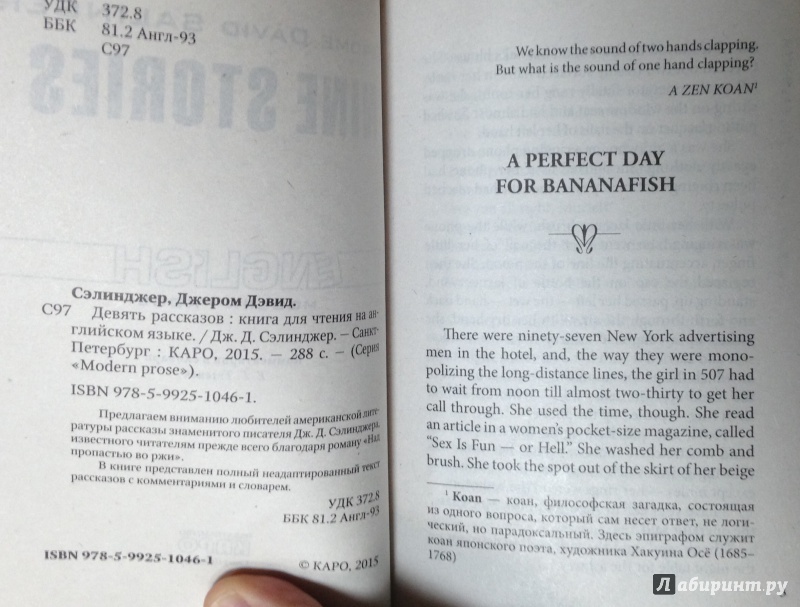 УДК 372.8
ББК 81.2 Англ-93
С97
NINE STORIES
ENGLISH
Сэлинджер, Джером Дэвид.
С97 Девять рассказов : книга для чтения на ан-
глийском языке. / Дж. Д. Сэлинджер. – Санкт-
Петербург : КАРО, 2015. – 288 с. – (Серия
«Modern prose»).
ISBN 978-5-9925-1046-1.
Предлагаем вниманию любителей американской лите-
ратуры рассказы знаменитого писателя Дж. Д. Сэлинджера,
известного читателям прежде всего благодаря роману «Над
пропастью во ржи».
В книге представлен полный неадаптированный текст
рассказов с комментариями и словарем.
УДК 372.8
ББК 81.2 Англ-93
ISBN 978-5-9925-1046-1
© КАРО, 2015
We know the sound of two hands clapping.
But what is the sound of one hand clapping?
A ZEN KOAN¹
A PERFECT DAY
FOR BANANAFISH
There were ninety-seven New York advertising
men in the hotel, and, the way they were mono-
polizing the long-distance lines, the girl in 507 had
to wait from noon till almost two-thirty to get her
call through. She used the time, though. She read
an article in a women's pocket-size magazine, called
“Sex Is Fun — or Hell.” She washed her comb and
brush. She took the spot out of the skirt of her beige
¹ Koan — коан, философская загадка, состоящая
из одного вопроса, который сам несет ответ, не логи-
ческий, но парадоксальный. Здесь эпиграфом служит
коан японского поэта, художника Хакуина Осё (1685–
1768)
Лабиринт.ру